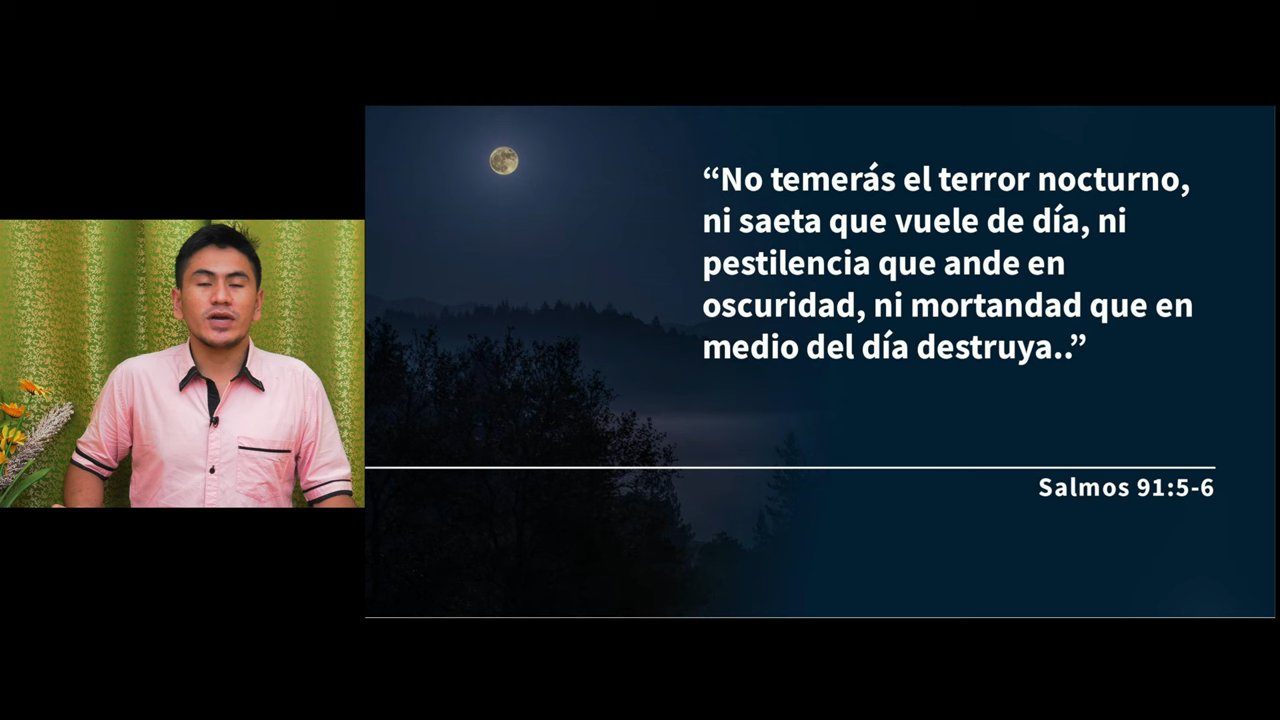 “No temerás el terror nocturno,
ni saeta que vuele de día, ni
pestilencia que ande en
oscuridad, ni mortandad que en
medio del día destruya..”
Salmos 91:5-6